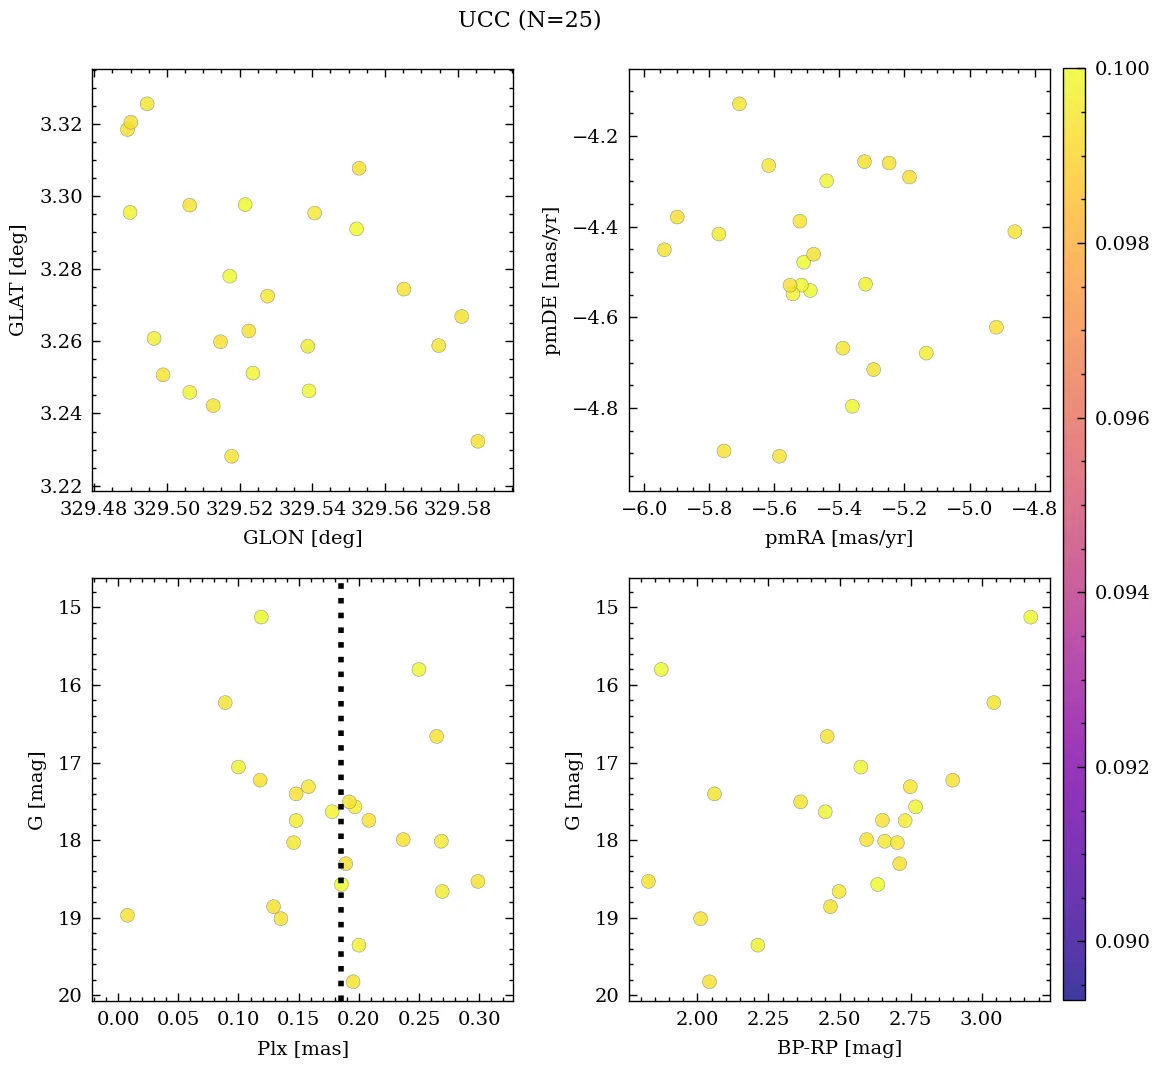 UCC (N=25)
3.32
3.30
3.28
3.26
3.24
3.22
GLAT [deg]
329.48 329.50 329.52 329.54 329.56 329.58
GLON [deg]
−4.2
−4.4
−4.6
−4.8
pmDE [mas/yr]
−6.0 −5.8 −5.6 −5.4 −5.2 −5.0 −4.8
pmRA [mas/yr]
0.100
0.098
0.096
0.094
0.092
0.090
15
16
17
18
19
20
G [mag]
0.00 0.05 0.10 0.15 0.20 0.25 0.30
Plx [mas]
15
16
17
18
19
20
G [mag]
2.00 2.25 2.50 2.75 3.00
BP-RP [mag]